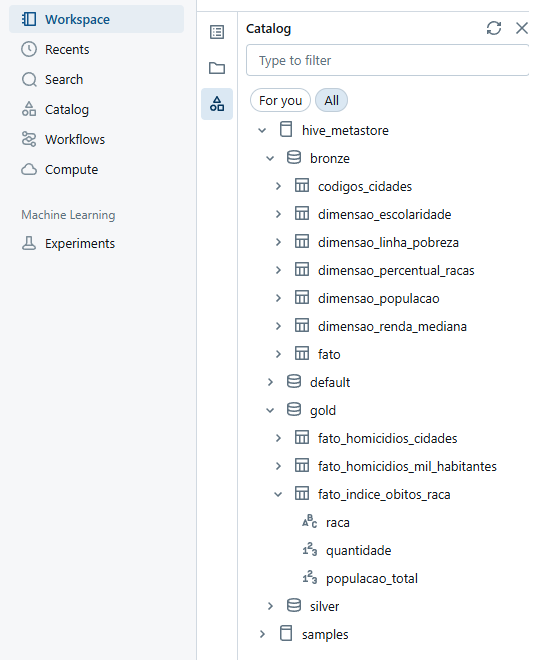 Workspace
Recents
Search
Catalog
Workflows
Compute
Machine Learning
Experiments
Catalog
Type to filter
For you
All
hive_metastore
bronze
codigos_cidades
dimensao_escolaridade
dimensao_linha_pobreza
dimensao_percentual_racas
dimensao_populacao
dimensao_renda_mediana
fato
default
gold
fato_homicidios_cidades
fato_homicidios_mil_habitantes
fato_indice_obitos_raca
raca
quantidade
populacao_total
silver
samples